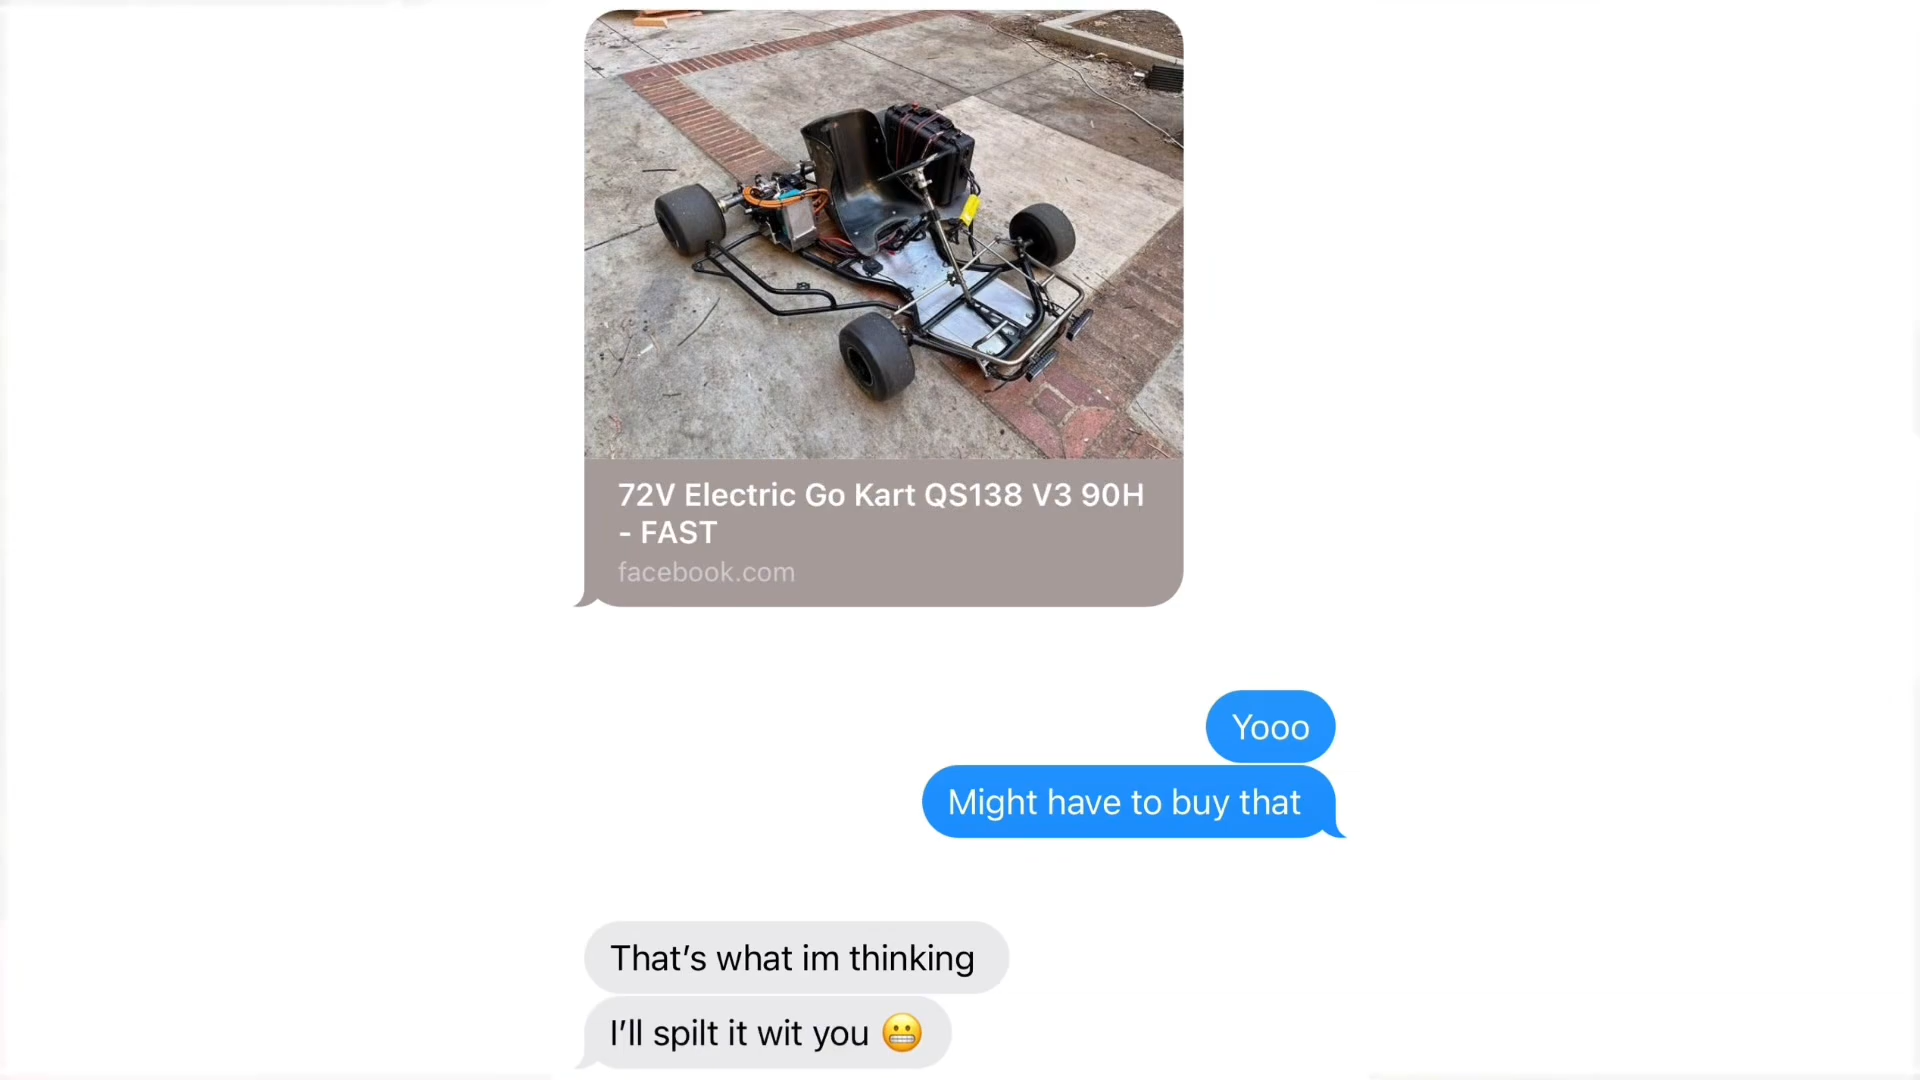 72V Electric Go Kart QS138 V3 90H
- FAST
facebook.com
Yooo
Might have to buy that
That’s what im thinking
I’ll spilt it wit you 😬